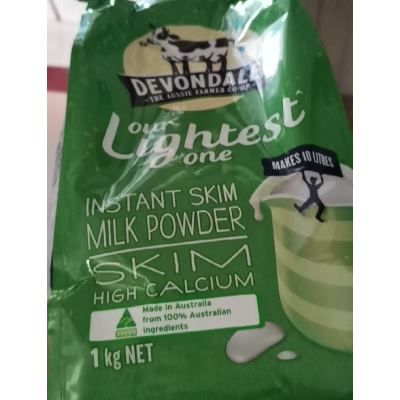 DEVONDALE
THE AUSSIE FARMER CO-OP
our
Lightest^
one
MAKES 10 LITRES
INSTANT SKIM
MILK POWDER
SKIM
HIGH CALCIUM
Made in Australia
from 100% Australian
ingredients
1 kg NET